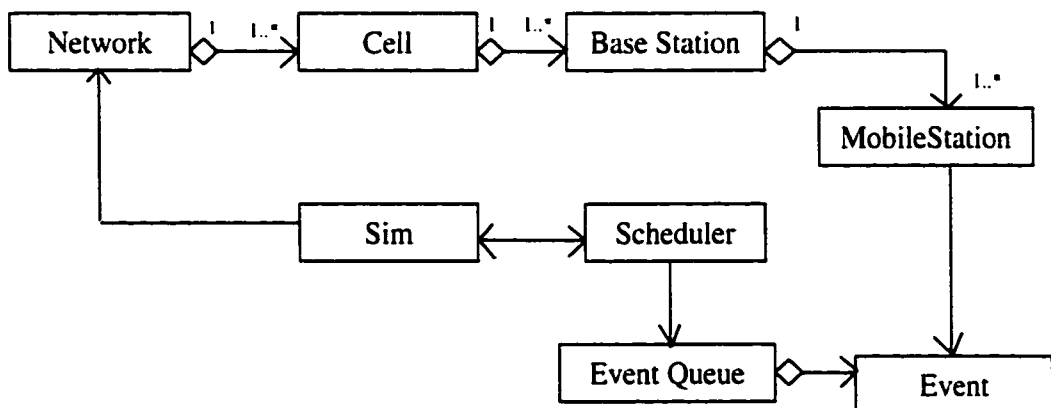 1
1..*
1
1..*
1
Network
Cell
Base Station
1..*
MobileStation
Sim
Scheduler
Event Queue
Event